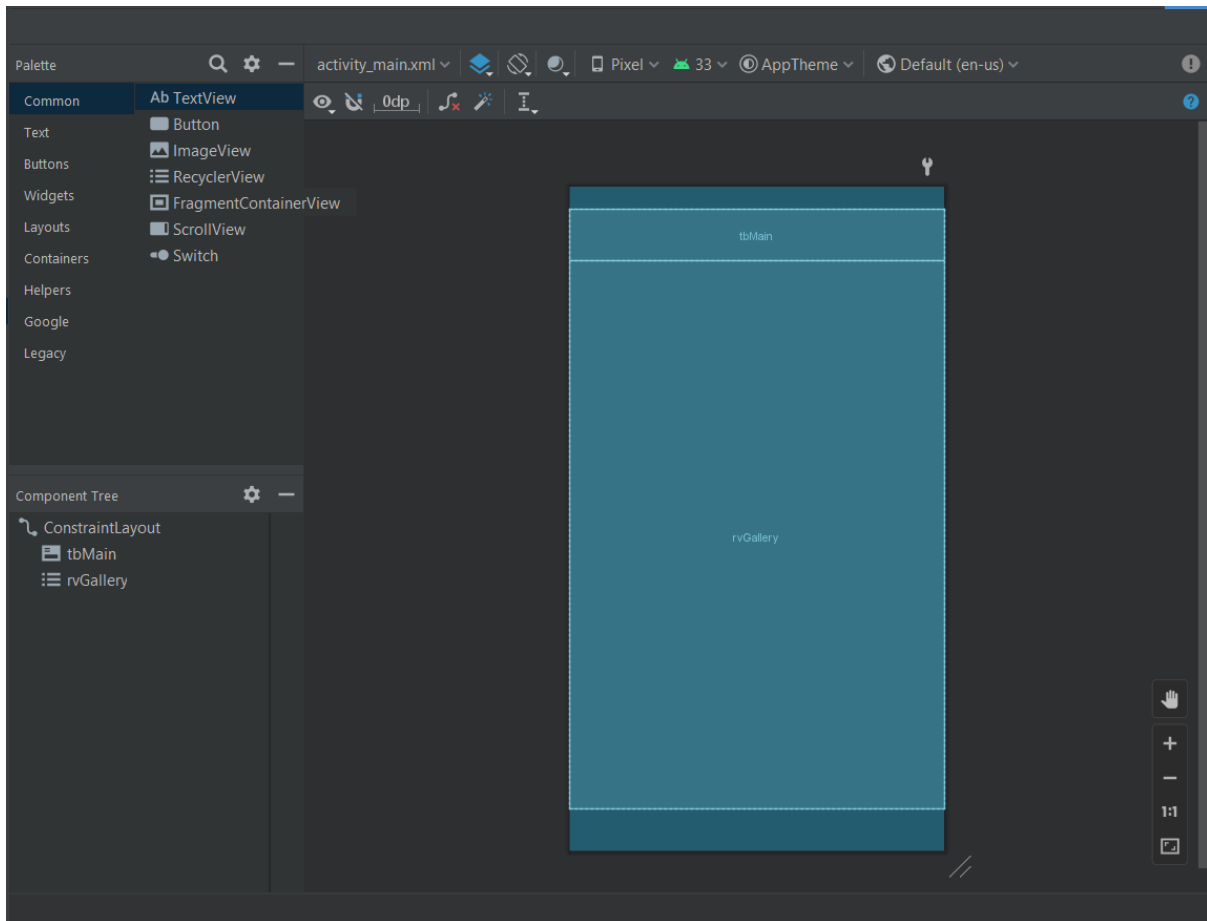 Palette
activity_main.xml
Pixel
33
AppTheme
Default (en-us)
Common
Text
Buttons
Widgets
Layouts
Containers
Helpers
Google
Legacy
Ab TextView
Button
ImageView
RecyclerView
FragmentContainerView
ScrollView
Switch
0dp
tbMain
rvGallery
Component Tree
ConstraintLayout
tbMain
rvGallery
1:1